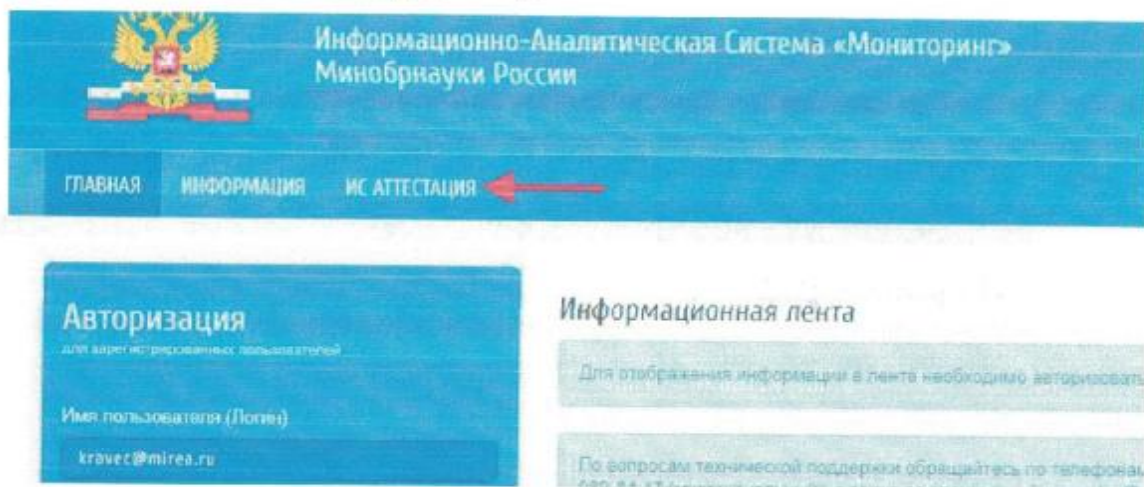 Информационно-Аналитическая Система «Мониторинг»
Минобрнауки России
ГЛАВНАЯ ИНФОРМАЦИЯ ИС АТТЕСТАЦИЯ
Авторизация
для зарегистрированных пользователей
Имя пользователя (Логин)
kravec@mirea.ru
Информационная лента
Для отображения информации в ленте необходимо
По вопросам технической поддержки обращайтесь по телефонам